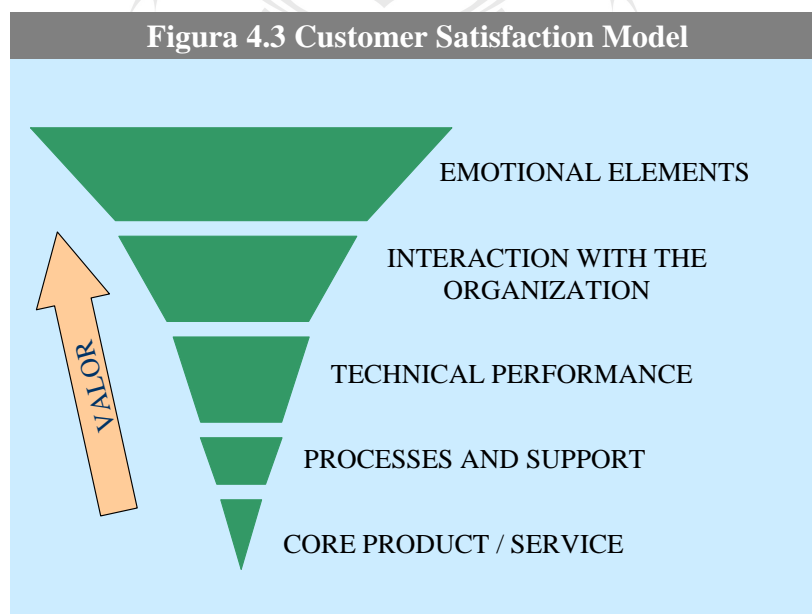 Figura 4.3 Customer Satisfaction Model
EMOTIONAL ELEMENTS
INTERACTION WITH THE
ORGANIZATION
TECHNICAL PERFORMANCE
VALOR
PROCESSES AND SUPPORT
CORE PRODUCT / SERVICE